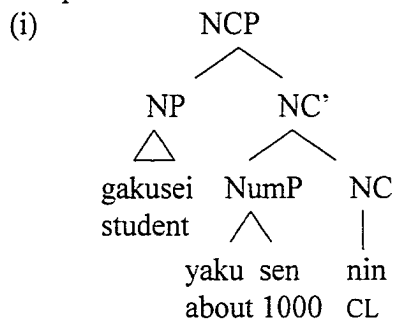 (i) NCP
NP NC’
gakusei NumP NC
student
yaku sen nin
about 1000 CL